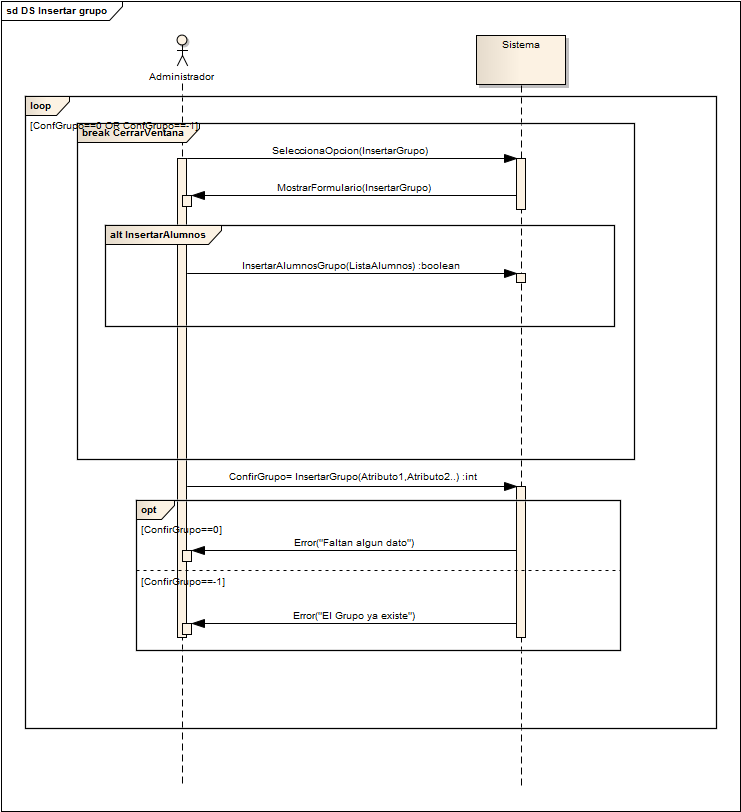 sd DS Insertar grupo
Administrador
Sistema
loop
[ConfGrupo==0 OR ConfGrupo==-1]
break CerrarVentana
SeleccionaOpcion(InsertarGrupo)
MostrarFormulario(InsertarGrupo)
alt InsertarAlumnos
InsertarAlumnosGrupo(ListaAlumnos) :boolean
ConfirGrupo= InsertarGrupo(Atributo1,Atributo2..) :int
opt
[ConfirGrupo==0]
Error("Faltan algun dato")
[ConfirGrupo==-1]
Error("El Grupo ya existe")